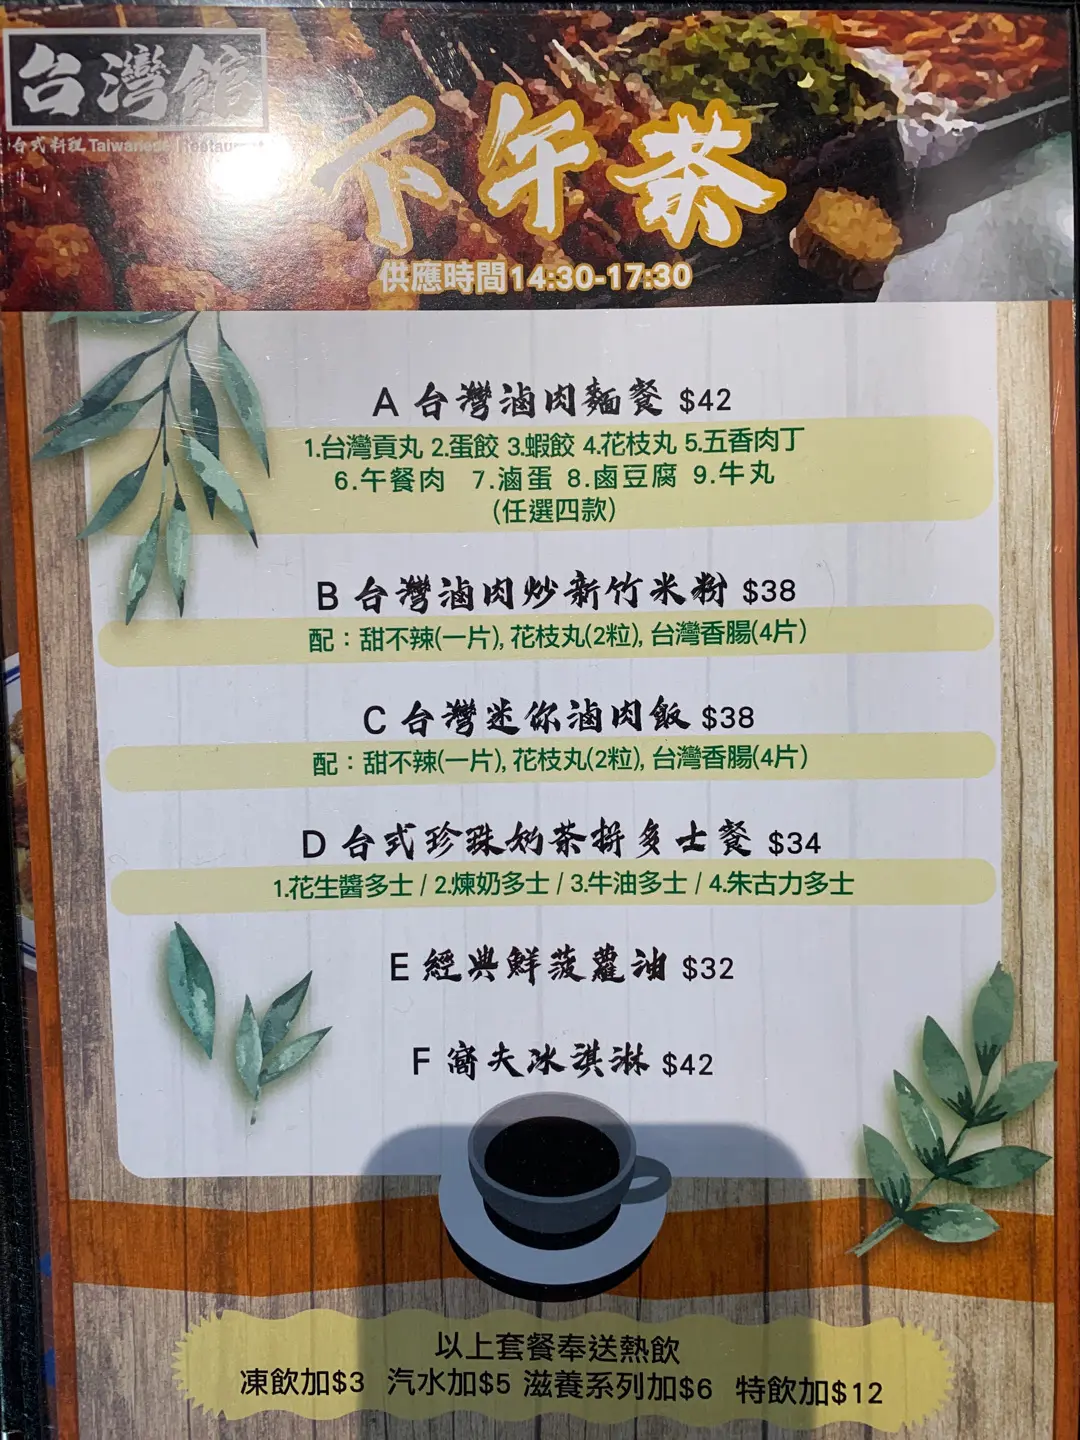 台灣館
台式料理 Taiwanese Restaurant
下午茶
供應時間14:30-17:30
A 台灣滷肉麵餐 $42
1.台灣貢丸 2.蛋餃 3.蝦餃 4.花枝丸 5.五香肉丁
6.午餐肉 7.滷蛋 8.鹵豆腐 9.牛丸
(任選四款)
B 台灣滷肉炒新竹米粉 $38
配：甜不辣(一片), 花枝丸(2粒), 台灣香腸(4片)
C 台灣迷你滷肉飯 $38
配：甜不辣(一片), 花枝丸(2粒), 台灣香腸(4片)
D 台式珍珠奶茶拼多士餐 $34
1.花生醬多士 / 2.煉奶多士 / 3.牛油多士 / 4.朱古力多士
E 經典鮮菠蘿油 $32
F 窩夫冰淇淋 $42
以上套餐奉送熱飲
凍飲加$3 汽水加$5 滋養系列加$6 特飲加$12